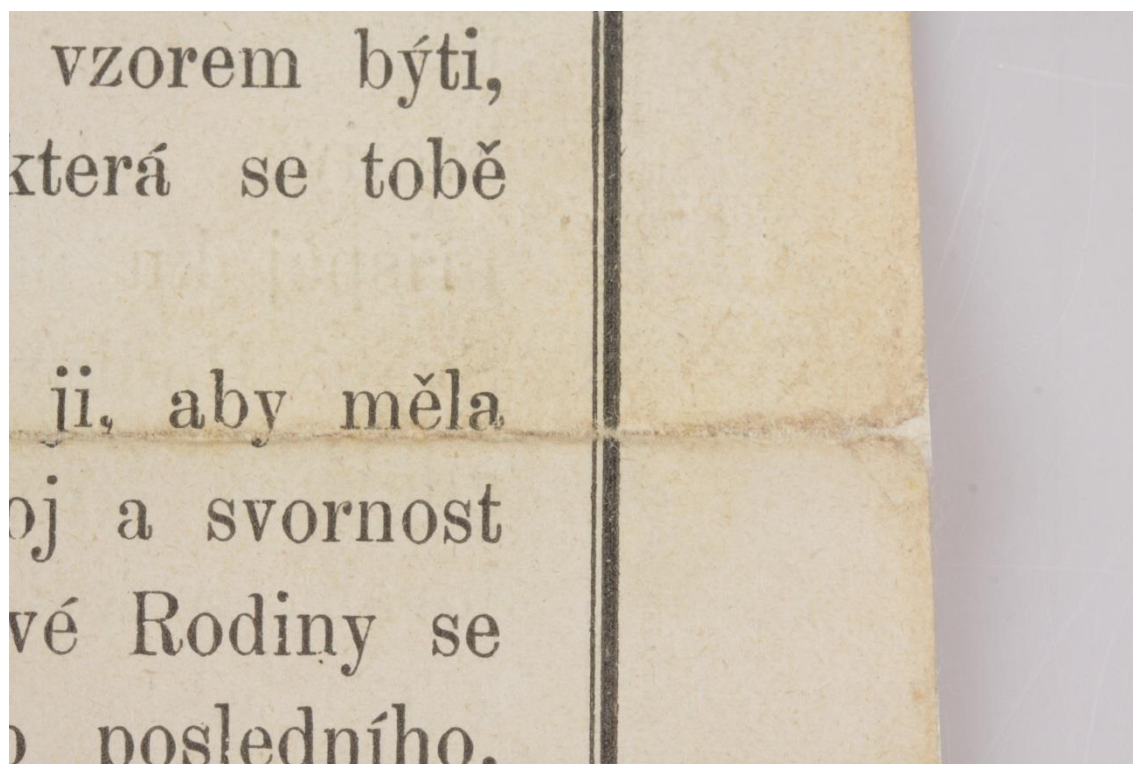 vzorem býti,
která se tobě
ji, aby měla
oj a svornost
vé Rodiny se
posledního.